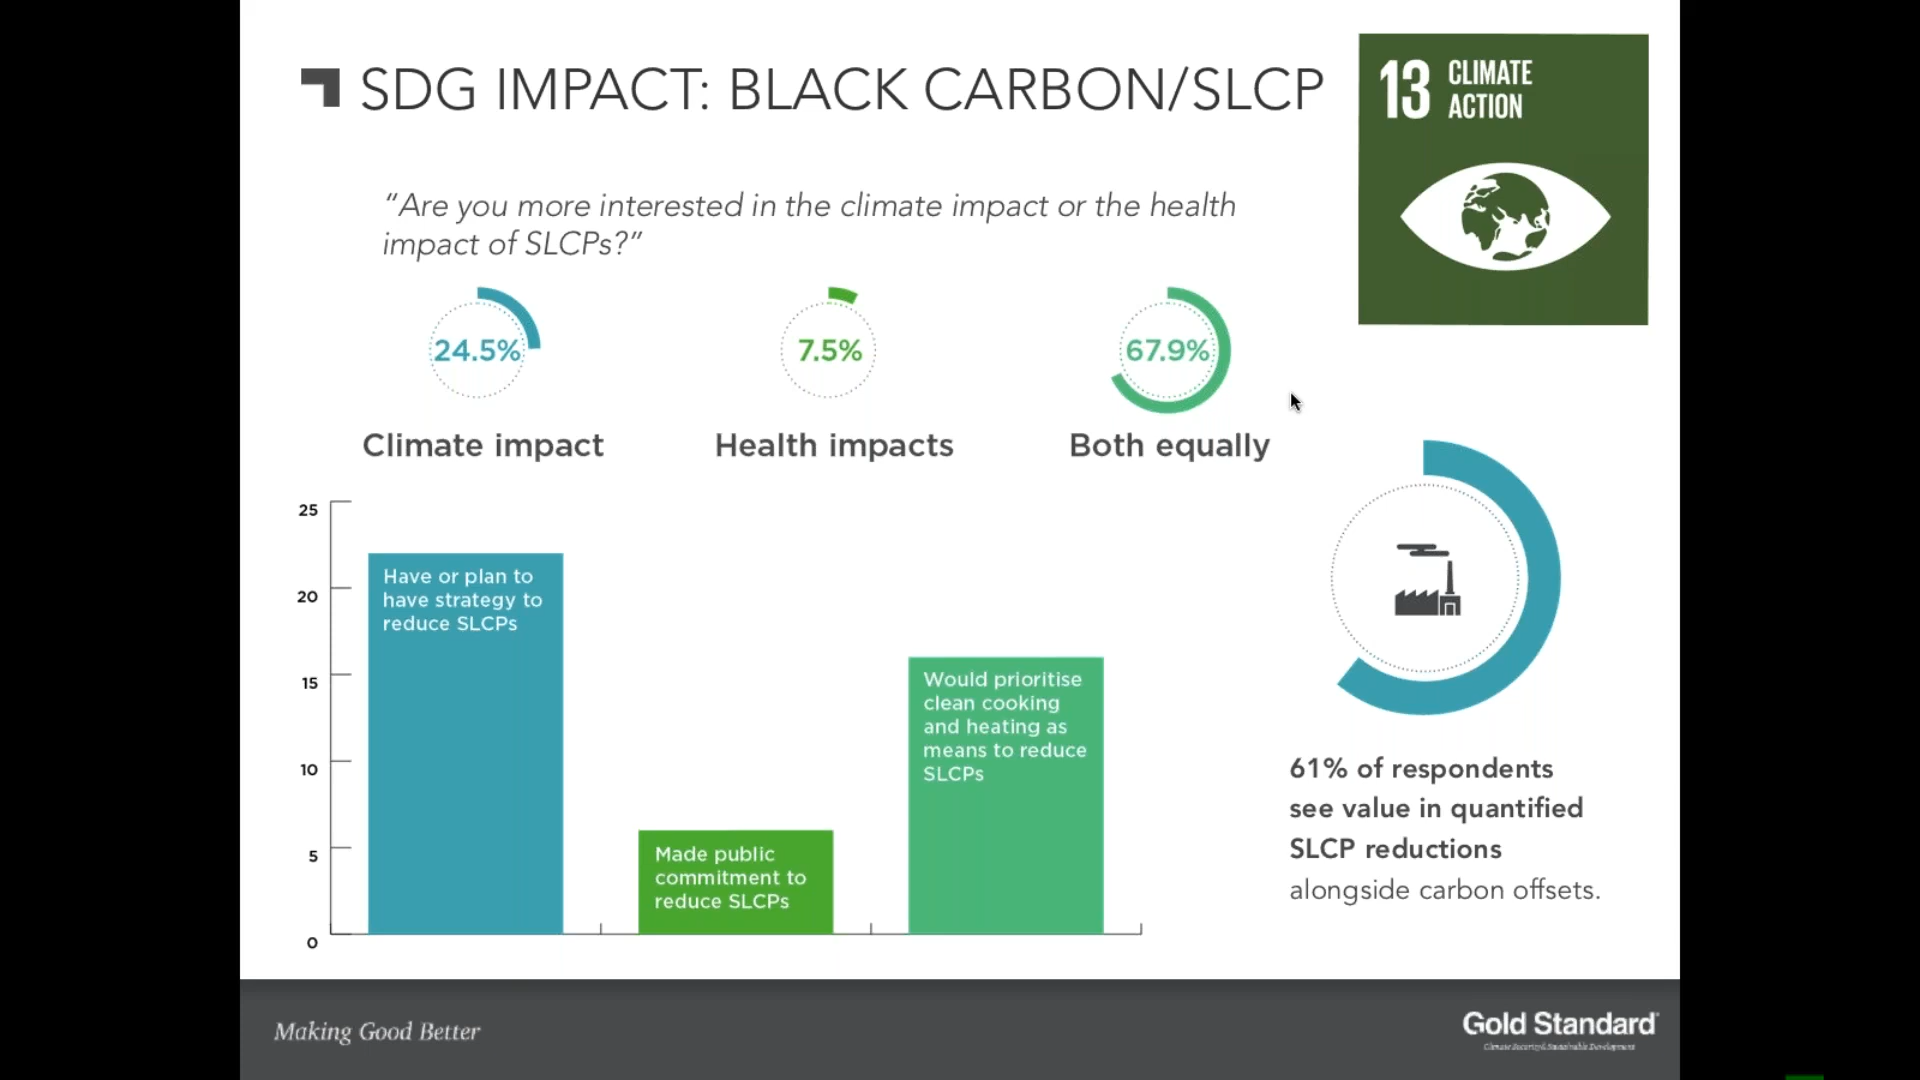 SDG IMPACT: BLACK CARBON/SLCP
13 CLIMATE
ACTION
“Are you more interested in the climate impact or the health
impact of SLCPs?”
24.5%
7.5%
67.9%
Climate impact
Health impacts
Both equally
25
20
15
10
5
0
Have or plan to
have strategy to
reduce SLCPs
Made public
commitment to
reduce SLCPs
Would prioritise
clean cooking
and heating as
means to reduce
SLCPs
61% of respondents
see value in quantified
SLCP reductions
alongside carbon offsets.
Making Good Better
Gold Standard
Climate Security & Sustainable Development